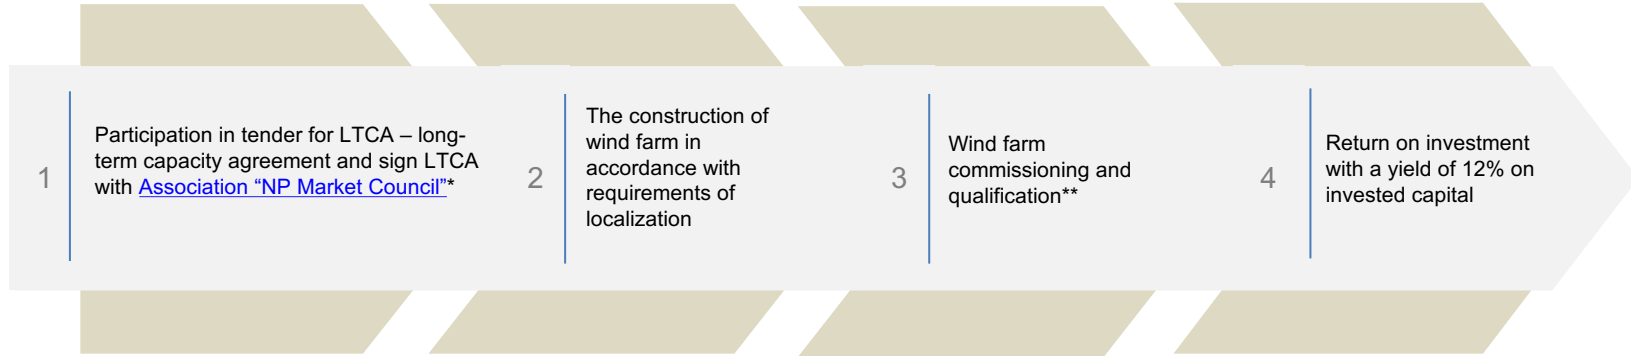 1
Participation in tender for LTCA – long-
term capacity agreement and sign LTCA
with Association “NP Market Council”*
2
The construction of
wind farm in
accordance with
requirements of
localization
3
Wind farm
commissioning and
qualification**
4
Return on investment
with a yield of 12% on
invested capital